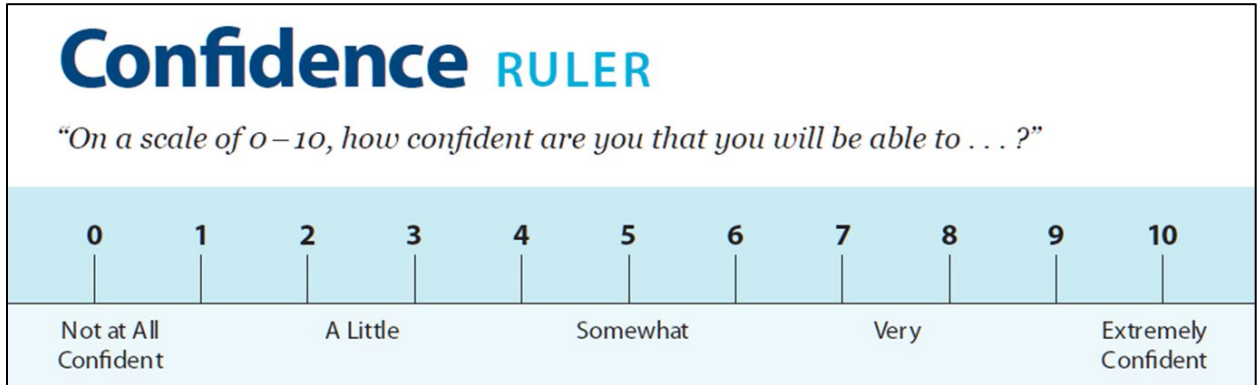 Confidence RULER
“On a scale of 0–10, how confident are you that you will be able to . . . ?”
0 1 2 3 4 5 6 7 8 9 10
Not at All Confident A Little Somewhat Very Extremely Confident